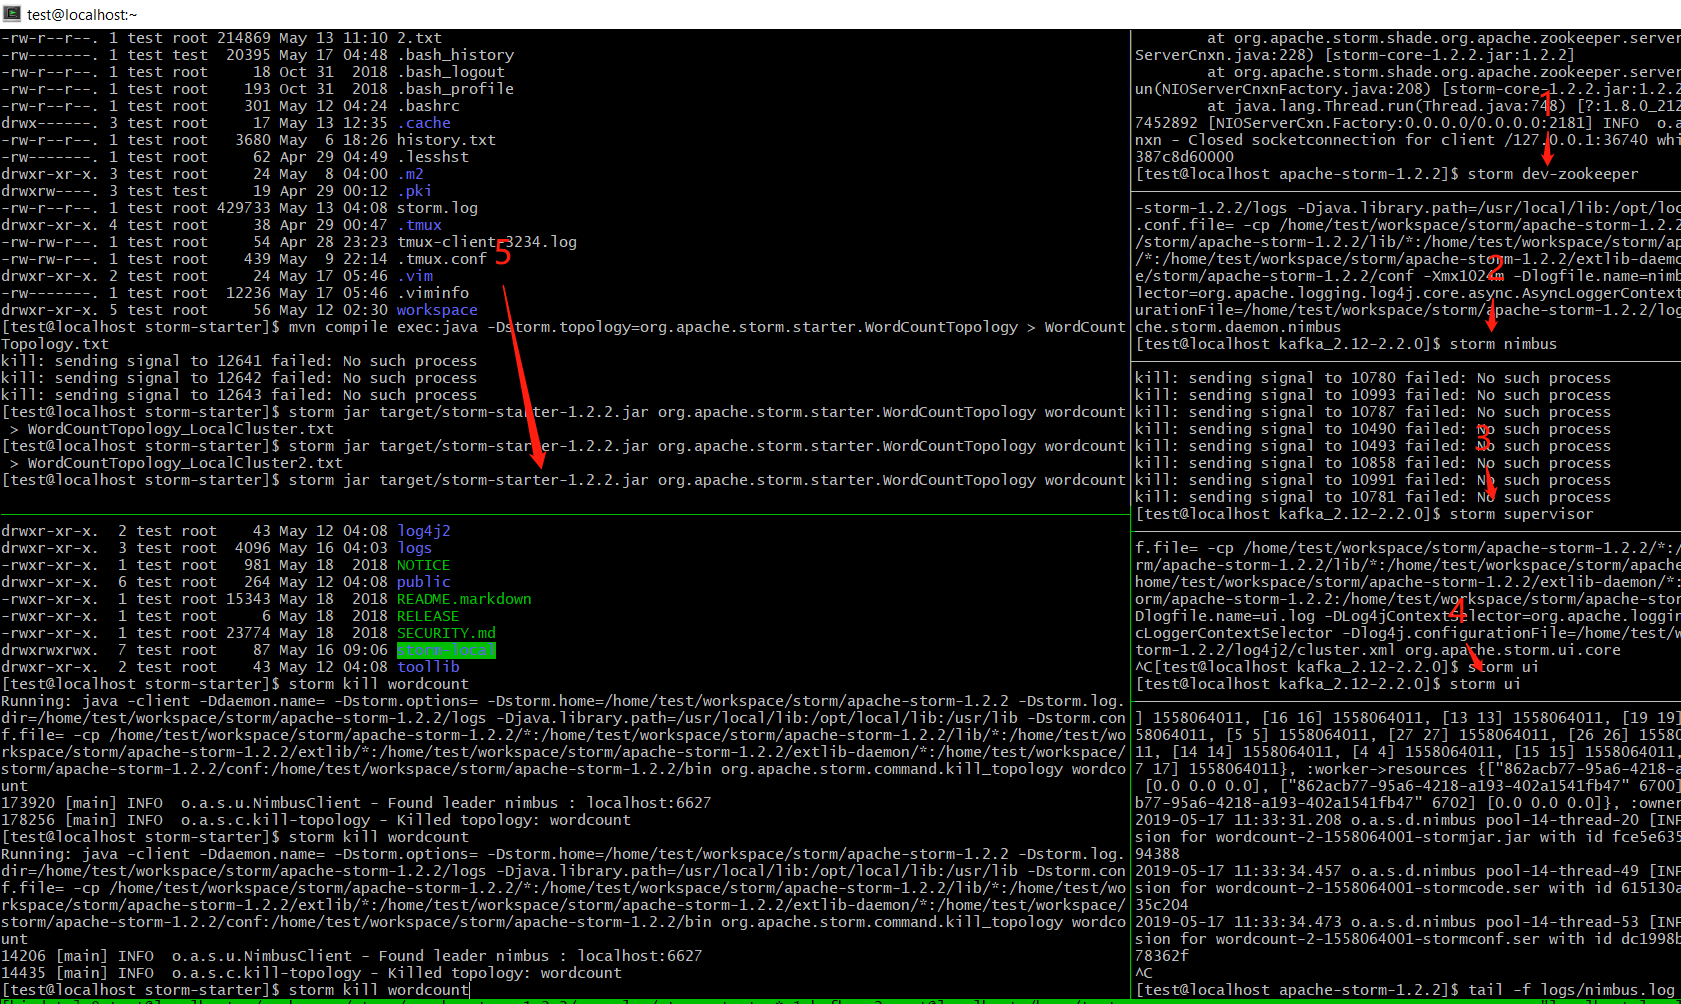 test@localhost:~
-rw-r--r--. 1 test root 214869 May 13 11:10 2.txt
-rw-------. 1 test test  20395 May 17 04:48 .bash_history
-rw-r--r--. 1 test root     18 Oct 31  2018 .bash_logout
-rw-r--r--. 1 test root    193 Oct 31  2018 .bash_profile
-rw-r--r--. 1 test root    301 May 12 04:24 .bashrc
drwx------. 3 test root     17 May 13 12:35 .cache
-rw-r--r--. 1 test root   3680 May  6 18:26 history.txt
-rw-------. 1 test root     62 Apr 29 04:49 .lesshst
drwxr-xr-x. 3 test root     24 May  8 04:00 .m2
drwxrw----. 3 test test     19 Apr 29 00:12 .pki
-rw-r--r--. 1 test root 429733 May 13 04:08 storm.log
drwxr-xr-x. 4 test root     38 Apr 29 00:47 .tmux
-rw-rw-r--. 1 test root     54 Apr 28 23:23 tmux-client-3234.log
-rw-rw-r--. 1 test root    439 May  9 22:14 .tmux.conf
drwxr-xr-x. 2 test root     24 May 17 05:46 .vim
-rw-------. 1 test root  12236 May 17 05:46 .viminfo
drwxr-xr-x. 5 test root     56 May 12 02:30 workspace
[test@localhost storm-starter]$ mvn compile exec:java -Dstorm.topology=org.apache.storm.starter.WordCountTopology > WordCount
Topology.txt
kill: sending signal to 12641 failed: No such process
kill: sending signal to 12642 failed: No such process
kill: sending signal to 12643 failed: No such process
[test@localhost storm-starter]$ storm jar target/storm-starter-1.2.2.jar org.apache.storm.starter.WordCountTopology wordcount
 > WordCountTopology_LocalCluster.txt
[test@localhost storm-starter]$ storm jar target/storm-starter-1.2.2.jar org.apache.storm.starter.WordCountTopology wordcount
 > WordCountTopology_LocalCluster2.txt
[test@localhost storm-starter]$ storm jar target/storm-starter-1.2.2.jar org.apache.storm.starter.WordCountTopology wordcount
5
drwxr-xr-x.  2 test root    43 May 12 04:08 log4j2
drwxr-xr-x.  3 test root  4096 May 16 04:03 logs
-rwxr-xr-x.  1 test root   981 May 18  2018 NOTICE
drwxr-xr-x.  6 test root   264 May 12 04:08 public
-rwxr-xr-x.  1 test root 15343 May 18  2018 README.markdown
-rwxr-xr-x.  1 test root     6 May 18  2018 RELEASE
-rwxr-xr-x.  1 test root 23774 May 18  2018 SECURITY.md
drwxrwxrwx.  7 test root    87 May 16 09:06 storm-local
drwxr-xr-x.  2 test root    43 May 12 04:08 toollib
[test@localhost storm-starter]$ storm kill wordcount
Running: java -client -Ddaemon.name= -Dstorm.options= -Dstorm.home=/home/test/workspace/storm/apache-storm-1.2.2 -Dstorm.log.
dir=/home/test/workspace/storm/apache-storm-1.2.2/logs -Djava.library.path=/usr/local/lib:/opt/local/lib:/usr/lib -Dstorm.con
f.file= -cp /home/test/workspace/storm/apache-storm-1.2.2/*:/home/test/workspace/storm/apache-storm-1.2.2/lib/*:/home/test/wo
rkspace/storm/apache-storm-1.2.2/extlib/*:/home/test/workspace/storm/apache-storm-1.2.2/extlib-daemon/*:/home/test/workspace/
storm/apache-storm-1.2.2/conf:/home/test/workspace/storm/apache-storm-1.2.2/bin org.apache.storm.command.kill_topology wordco
unt
173920 [main] INFO  o.a.s.u.NimbusClient - Found leader nimbus : localhost:6627
178256 [main] INFO  o.a.s.c.kill-topology - Killed topology: wordcount
[test@localhost storm-starter]$ storm kill wordcount
Running: java -client -Ddaemon.name= -Dstorm.options= -Dstorm.home=/home/test/workspace/storm/apache-storm-1.2.2 -Dstorm.log.
dir=/home/test/workspace/storm/apache-storm-1.2.2/logs -Djava.library.path=/usr/local/lib:/opt/local/lib:/usr/lib -Dstorm.con
f.file= -cp /home/test/workspace/storm/apache-storm-1.2.2/*:/home/test/workspace/storm/apache-storm-1.2.2/lib/*:/home/test/wo
rkspace/storm/apache-storm-1.2.2/extlib/*:/home/test/workspace/storm/apache-storm-1.2.2/extlib-daemon/*:/home/test/workspace/
storm/apache-storm-1.2.2/conf:/home/test/workspace/storm/apache-storm-1.2.2/bin org.apache.storm.command.kill_topology wordco
unt
14206 [main] INFO  o.a.s.u.NimbusClient - Found leader nimbus : localhost:6627
14435 [main] INFO  o.a.s.c.kill-topology - Killed topology: wordcount
[test@localhost storm-starter]$ storm kill wordcount
at org.apache.storm.shade.org.apache.zookeeper.server
ServerCnxn.java:228) [storm-core-1.2.2.jar:1.2.2]
at org.apache.storm.shade.org.apache.zookeeper.server
un(NIOServerCnxnFactory.java:208) [storm-core-1.2.2.jar:1.2.2
at java.lang.Thread.run(Thread.java:748) [?:1.8.0_212
7452892 [NIOServerCxn.Factory:0.0.0.0/0.0.0.0:2181] INFO  o.a
nxn - Closed socketconnection for client /127.0.0.1:36740 whi
387c8d60000
[test@localhost apache-storm-1.2.2]$ storm dev-zookeeper
1
-storm-1.2.2/logs -Djava.library.path=/usr/local/lib:/opt/loc
.conf.file= -cp /home/test/workspace/storm/apache-storm-1.2.2
/storm/apache-storm-1.2.2/lib/*:/home/test/workspace/storm/ap
/*:/home/test/workspace/storm/apache-storm-1.2.2/extlib-daemo
e/storm/apache-storm-1.2.2/conf -Xmx1024m -Dlogfile.name=nimb
lector=org.apache.logging.log4j.core.async.AsyncLoggerContext
urationFile=/home/test/workspace/storm/apache-storm-1.2.2/log
che.storm.daemon.nimbus
[test@localhost kafka_2.12-2.2.0]$ storm nimbus
2
kill: sending signal to 10780 failed: No such process
kill: sending signal to 10993 failed: No such process
kill: sending signal to 10787 failed: No such process
kill: sending signal to 10490 failed: No such process
kill: sending signal to 10493 failed: No such process
kill: sending signal to 10858 failed: No such process
kill: sending signal to 10991 failed: No such process
kill: sending signal to 10781 failed: No such process
[test@localhost kafka_2.12-2.2.0]$ storm supervisor
3
f.file= -cp /home/test/workspace/storm/apache-storm-1.2.2/*:/
rm/apache-storm-1.2.2/lib/*:/home/test/workspace/storm/apache
home/test/workspace/storm/apache-storm-1.2.2/extlib-daemon/*:
orm/apache-storm-1.2.2:/home/test/workspace/storm/apache-stor
Dlogfile.name=ui.log -DLog4jContextSelector=org.apache.loggin
cLoggerContextSelector -Dlog4j.configurationFile=/home/test/w
torm-1.2.2/log4j2/cluster.xml org.apache.storm.ui.core
^C[test@localhost kafka_2.12-2.2.0]$ storm ui
[test@localhost kafka_2.12-2.2.0]$ storm ui
4
] 1558064011, [16 16] 1558064011, [13 13] 1558064011, [19 19]
58064011, [5 5] 1558064011, [27 27] 1558064011, [26 26] 15580
11, [14 14] 1558064011, [4 4] 1558064011, [15 15] 1558064011,
7 17] 1558064011}, :worker->resources {["862acb77-95a6-4218-a
 [0.0 0.0 0.0], ["862acb77-95a6-4218-a193-402a1541fb47" 6700]
b77-95a6-4218-a193-402a1541fb47" 6702] [0.0 0.0 0.0]}, :owner
2019-05-17 11:33:31.208 o.a.s.d.nimbus pool-14-thread-20 [INF
sion for wordcount-2-1558064001-stormjar.jar with id fce5e635
94388
2019-05-17 11:33:34.457 o.a.s.d.nimbus pool-14-thread-49 [INF
sion for wordcount-2-1558064001-stormcode.ser with id 615130a
35c204
2019-05-17 11:33:34.473 o.a.s.d.nimbus pool-14-thread-53 [INF
sion for wordcount-2-1558064001-stormconf.ser with id dc1998b
78362f
^C
[test@localhost apache-storm-1.2.2]$ tail -f logs/nimbus.log